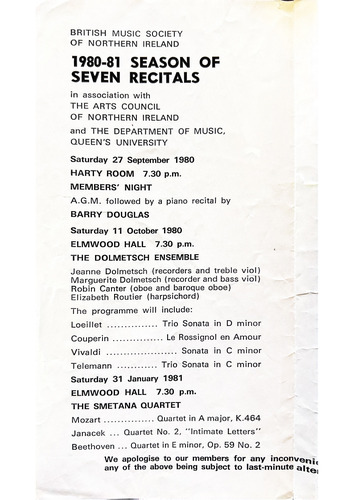 BRITISH MUSIC SOCIETY
OF NORTHERN IRELAND
1980-81 SEASON OF
SEVEN RECITALS
in association with
THE ARTS COUNCIL
OF NORTHERN IRELAND
and THE DEPARTMENT OF MUSIC,
QUEEN'S UNIVERSITY
Saturday 27 September 1980
HARTY ROOM 7.30 p.m.
MEMBERS' NIGHT
A.G.M. followed by a piano recital by
BARRY DOUGLAS
Saturday 11 October 1980
ELMWOOD HALL 7.30 p.m.
THE DOLMETSCH ENSEMBLE
Jeanne Dolmetsch (recorders and treble viol)
Marguerite Dolmetsch (recorder and bass viol)
Robin Canter (oboe and baroque oboe)
Elizabeth Routier (harpsichord)
The programme will include:
Loeillet ............... Trio Sonata in D minor
Couperin ............... Le Rossignol en Amour
Vivaldi ..................... Sonata in C minor
Telemann ............ Trio Sonata in C minor
Saturday 31 January 1981
ELMWOOD HALL 7.30 p.m.
THE SMETANA QUARTET
Mozart ............... Quartet in A major, K.464
Janacek ... Quartet No. 2, "Intimate Letters"
Beethoven ... Quartet in E minor, Op. 59 No. 2
We apologise to our members for any
any of the above being subject to last-minute